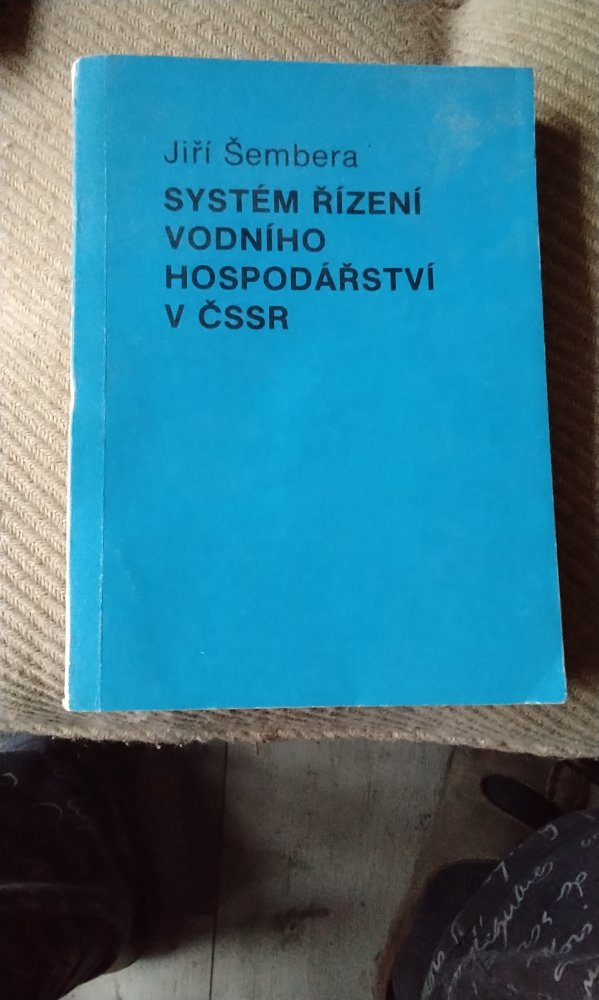 Jiří Šembera
SYSTÉM ŘÍZENÍ
VODNÍHO
HOSPODÁŘSTVÍ
V ČSSR